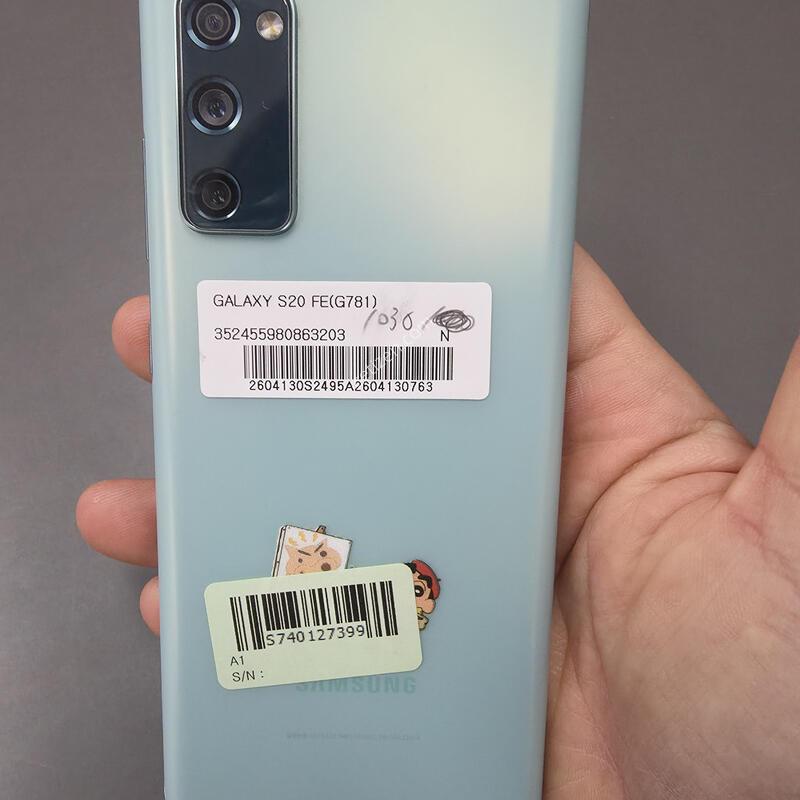 GALAXY S20 FE(G781)
1030
352455980863203
N
2604130S2495A2604130763
S740127399
A1
S/N :
SAMSUNG